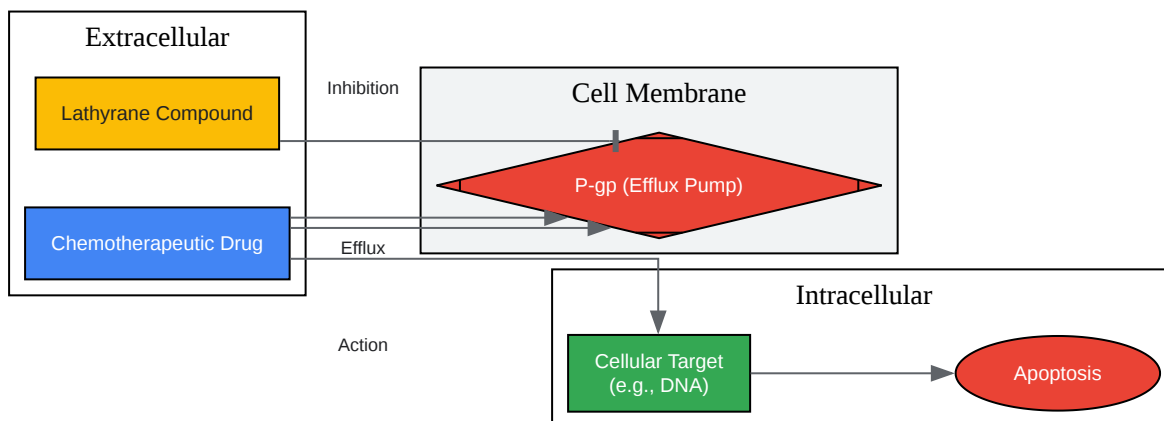 Extracellular
Lathyrane Compound
Inhibition
Cell Membrane
P-gp (Efflux Pump)
Chemotherapeutic Drug
Efflux
Intracellular
Action
Cellular Target
(e.g., DNA)
Apoptosis